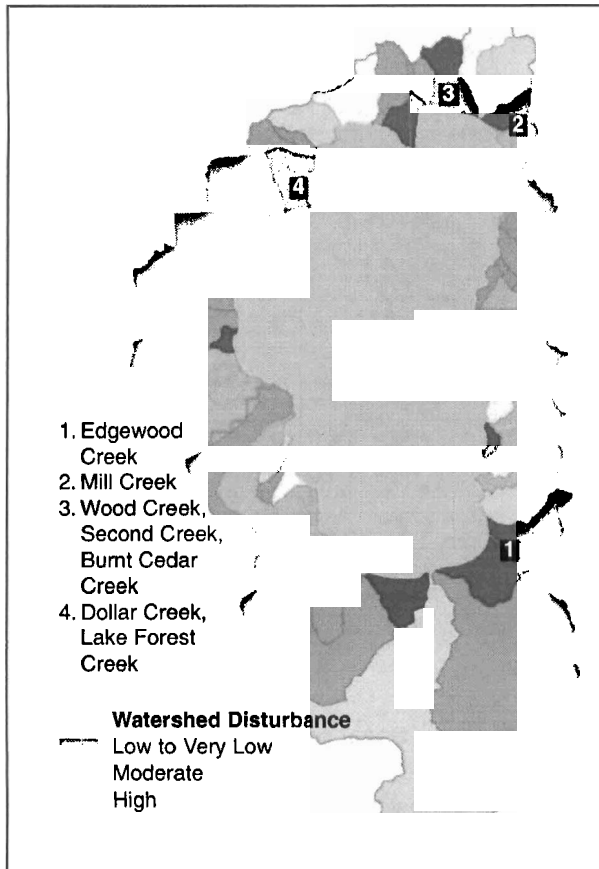 3
2
4
1
1. Edgewood
Creek
2. Mill Creek
3. Wood Creek,
Second Creek,
Burnt Cedar
Creek
4. Dollar Creek,
Lake Forest
Creek
Watershed Disturbance
Low to Very Low
Moderate
High